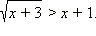 √(x + 3) > x + 1.